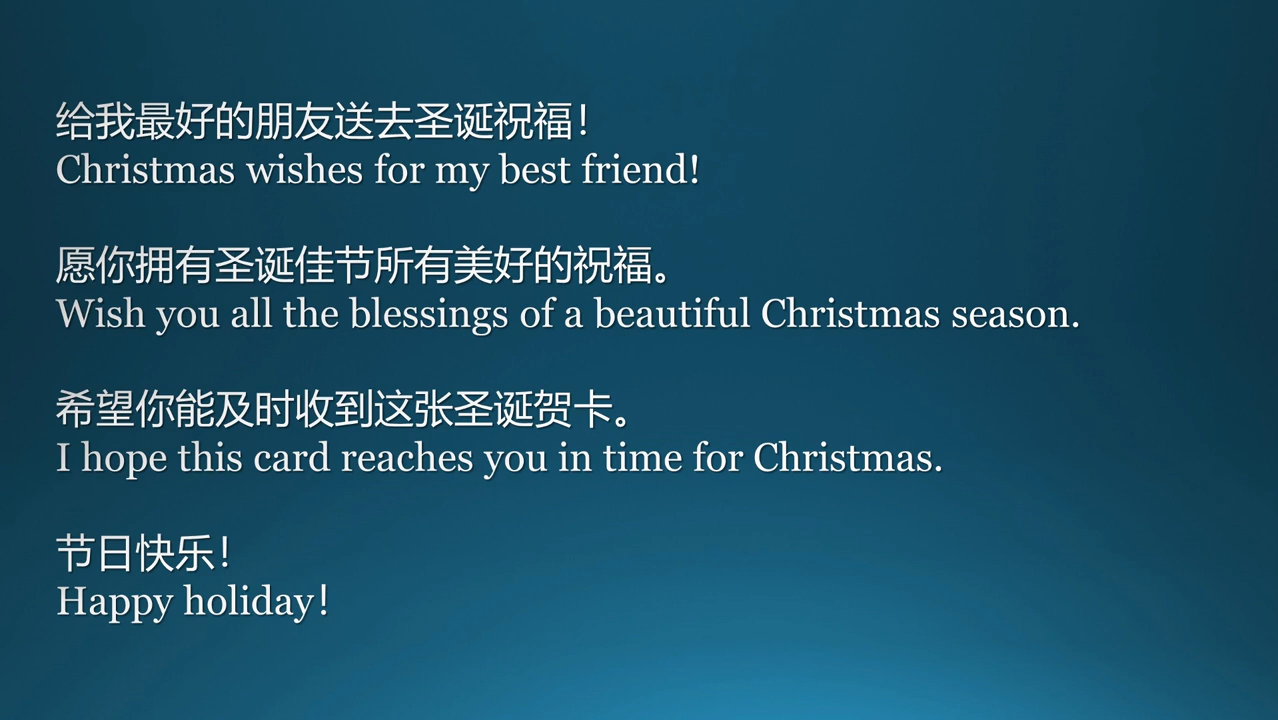 给我最好的朋友送去圣诞祝福！
Christmas wishes for my best friend!
愿你拥有圣诞佳节所有美好的祝福。
Wish you all the blessings of a beautiful Christmas season.
希望你能及时收到这张圣诞贺卡。
I hope this card reaches you in time for Christmas.
节日快乐！
Happy holiday！